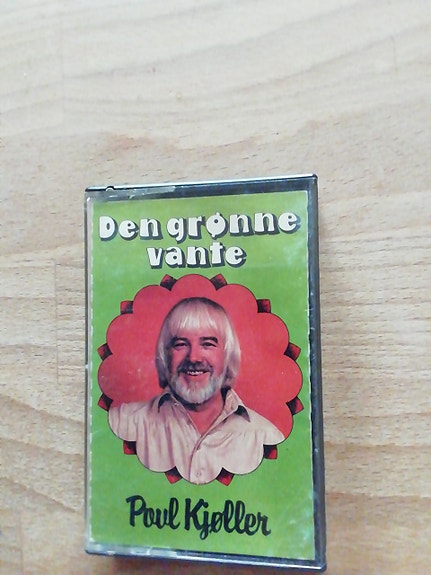 Den grønne
vante
Poul Kjøller